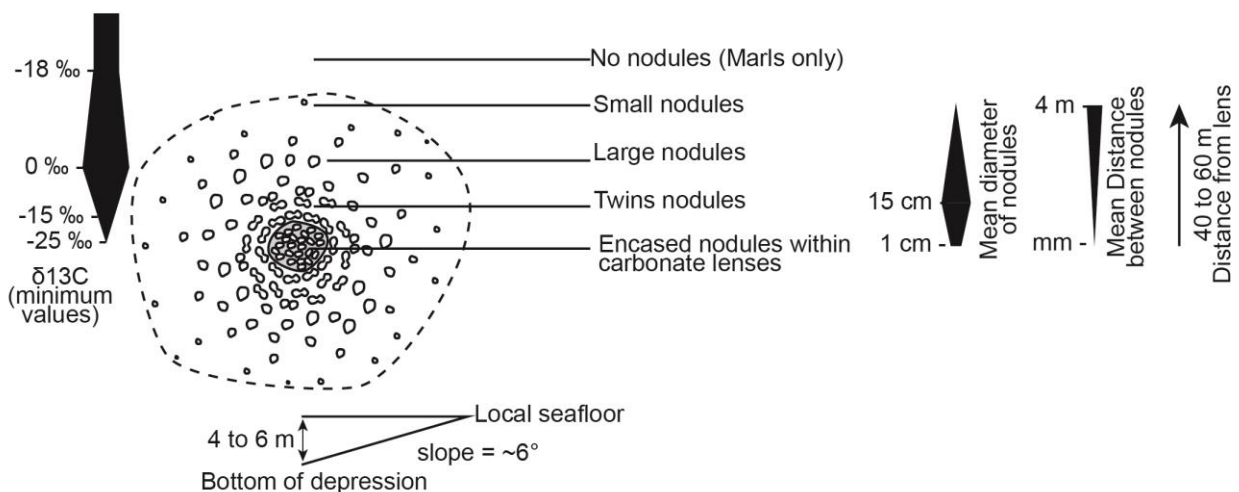 -18 ‰
0 ‰
-15 ‰
-25 ‰
δ13C
(minimum
values)
No nodules (Marls only)
Small nodules
Large nodules
Twins nodules
Encased nodules within
carbonate lenses
15 cm
1 cm
Mean diameter
of nodules
4 m
mm
Mean Distance
between nodules
40 to 60 m
Distance from lens
4 to 6 m
Local seafloor
slope = ~6°
Bottom of depression